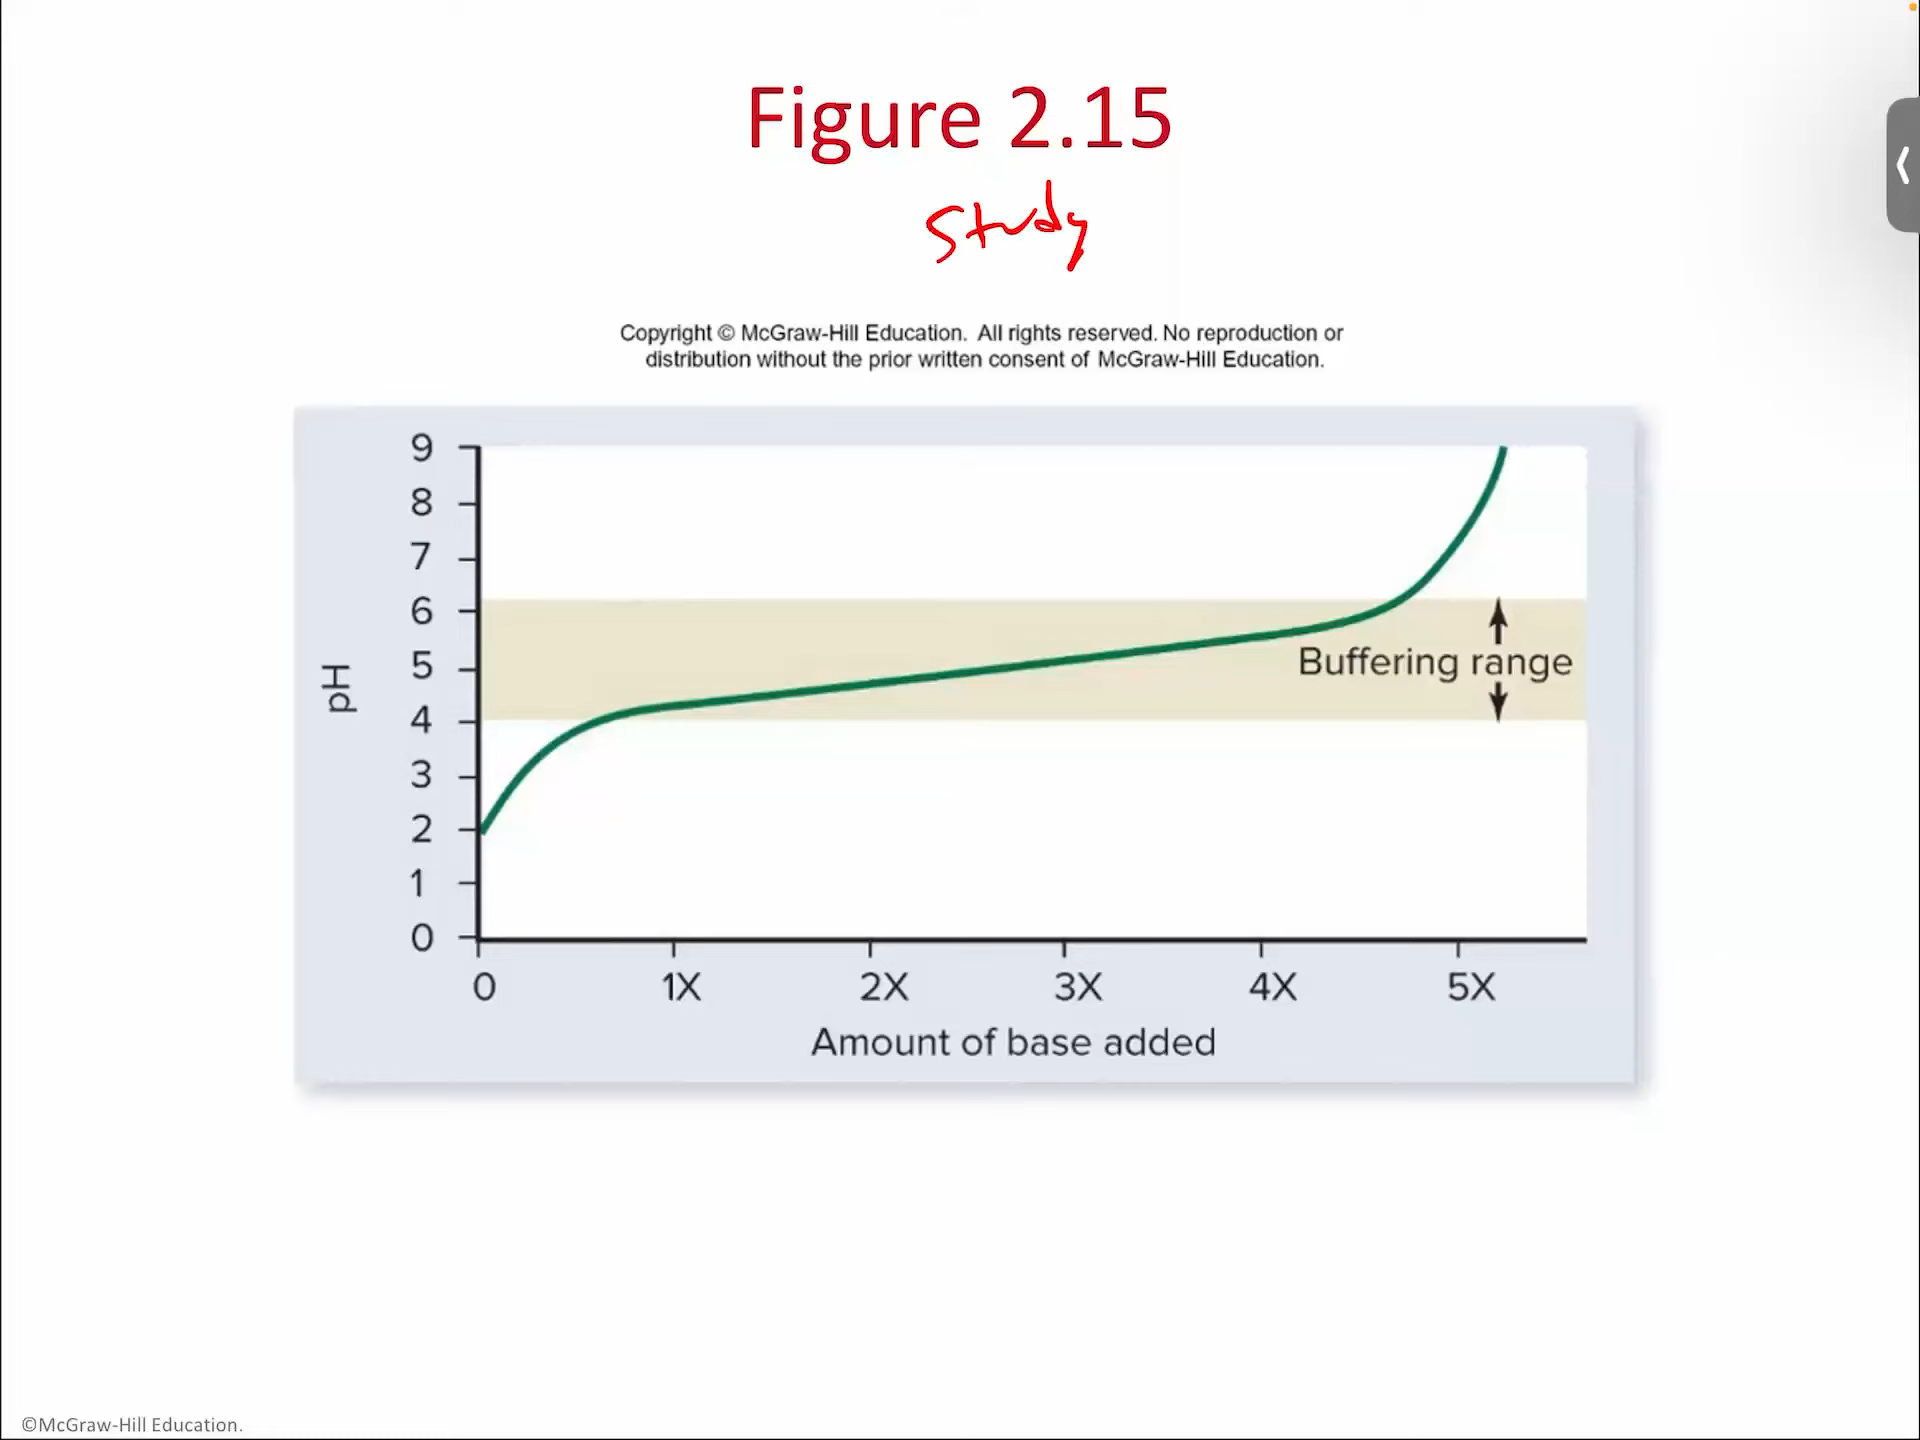 Figure 2.15
Study
Copyright © McGraw-Hill Education.  All rights reserved. No reproduction or
distribution without the prior written consent of McGraw-Hill Education.
9
8
7
6
5
4
3
2
1
0
pH
Buffering range
0 1X 2X 3X 4X 5X
Amount of base added
©McGraw-Hill Education.